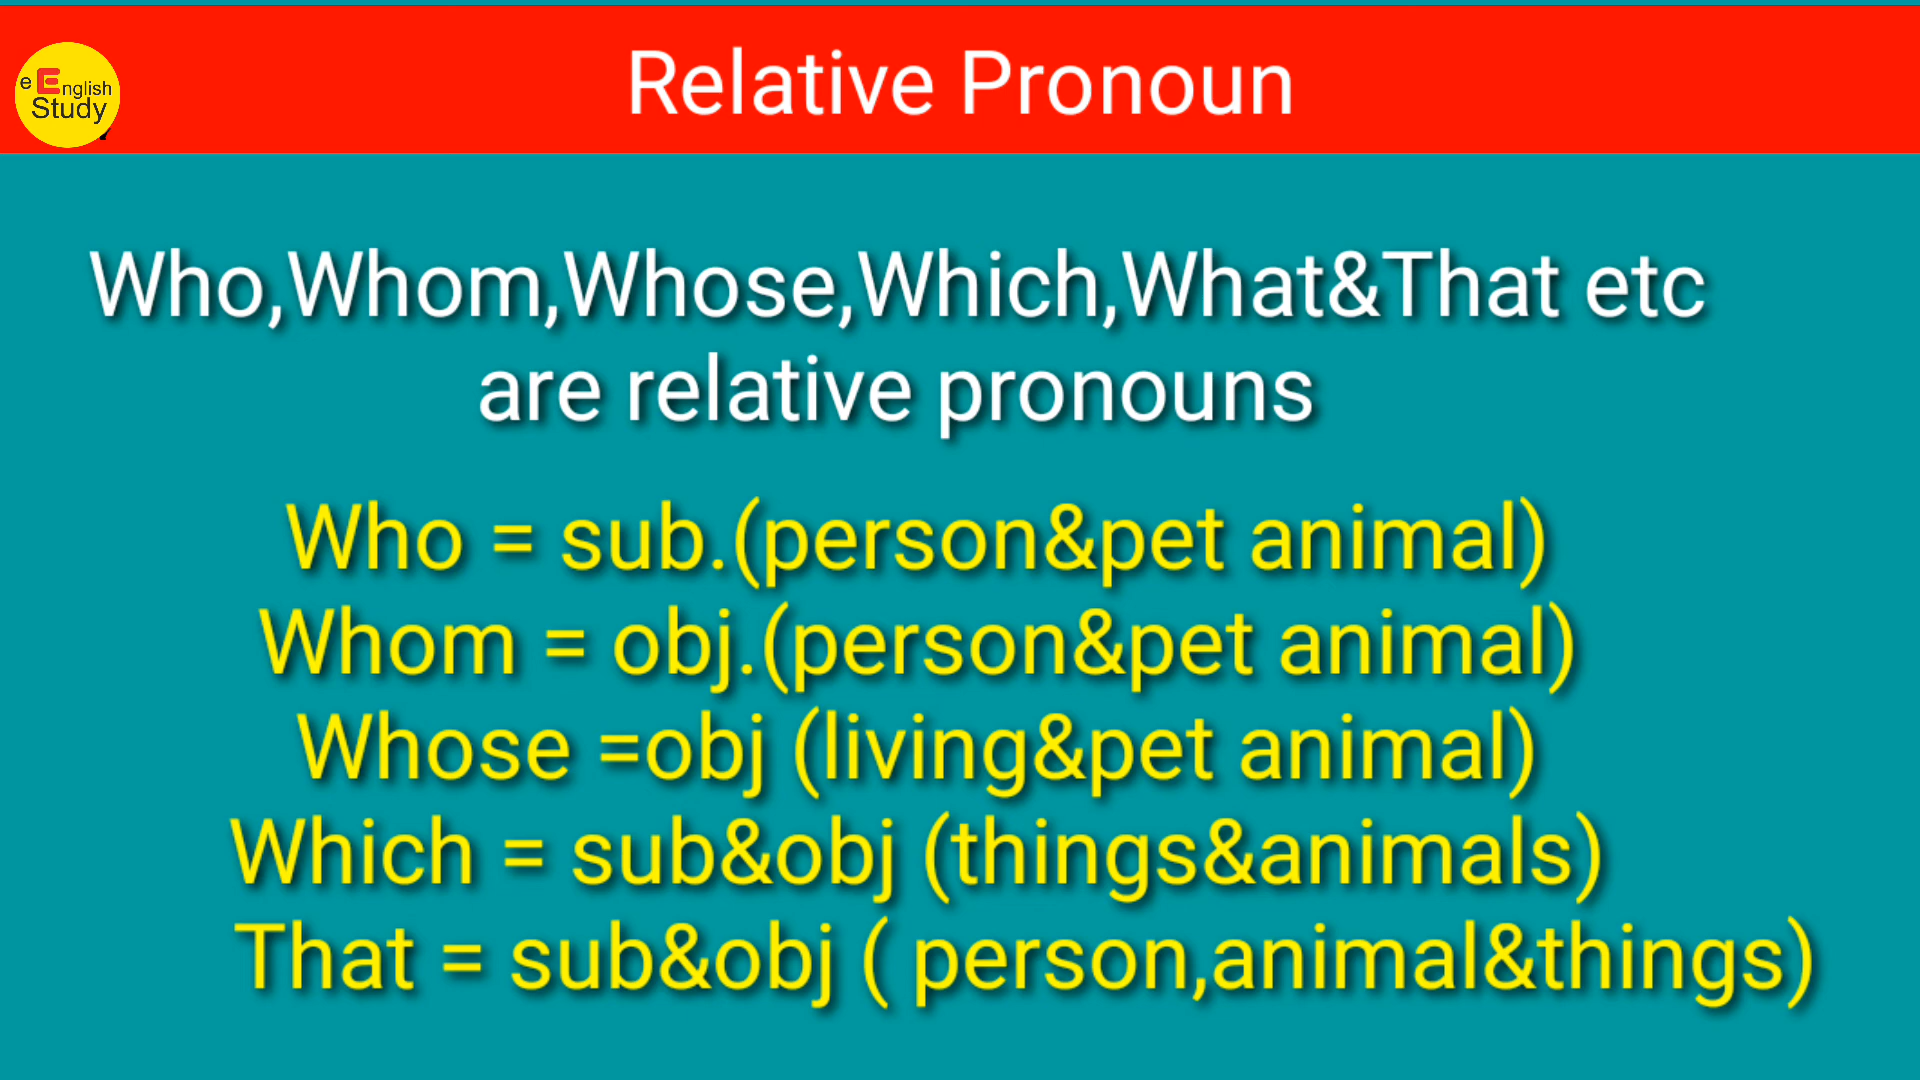 Relative Pronoun
e English
Study
Who,Whom,Whose,Which,What&That etc
are relative pronouns
Who = sub.(person&pet animal)
Whom = obj.(person&pet animal)
Whose =obj (living&pet animal)
Which = sub&obj (things&animals)
That = sub&obj ( person,animal&things)